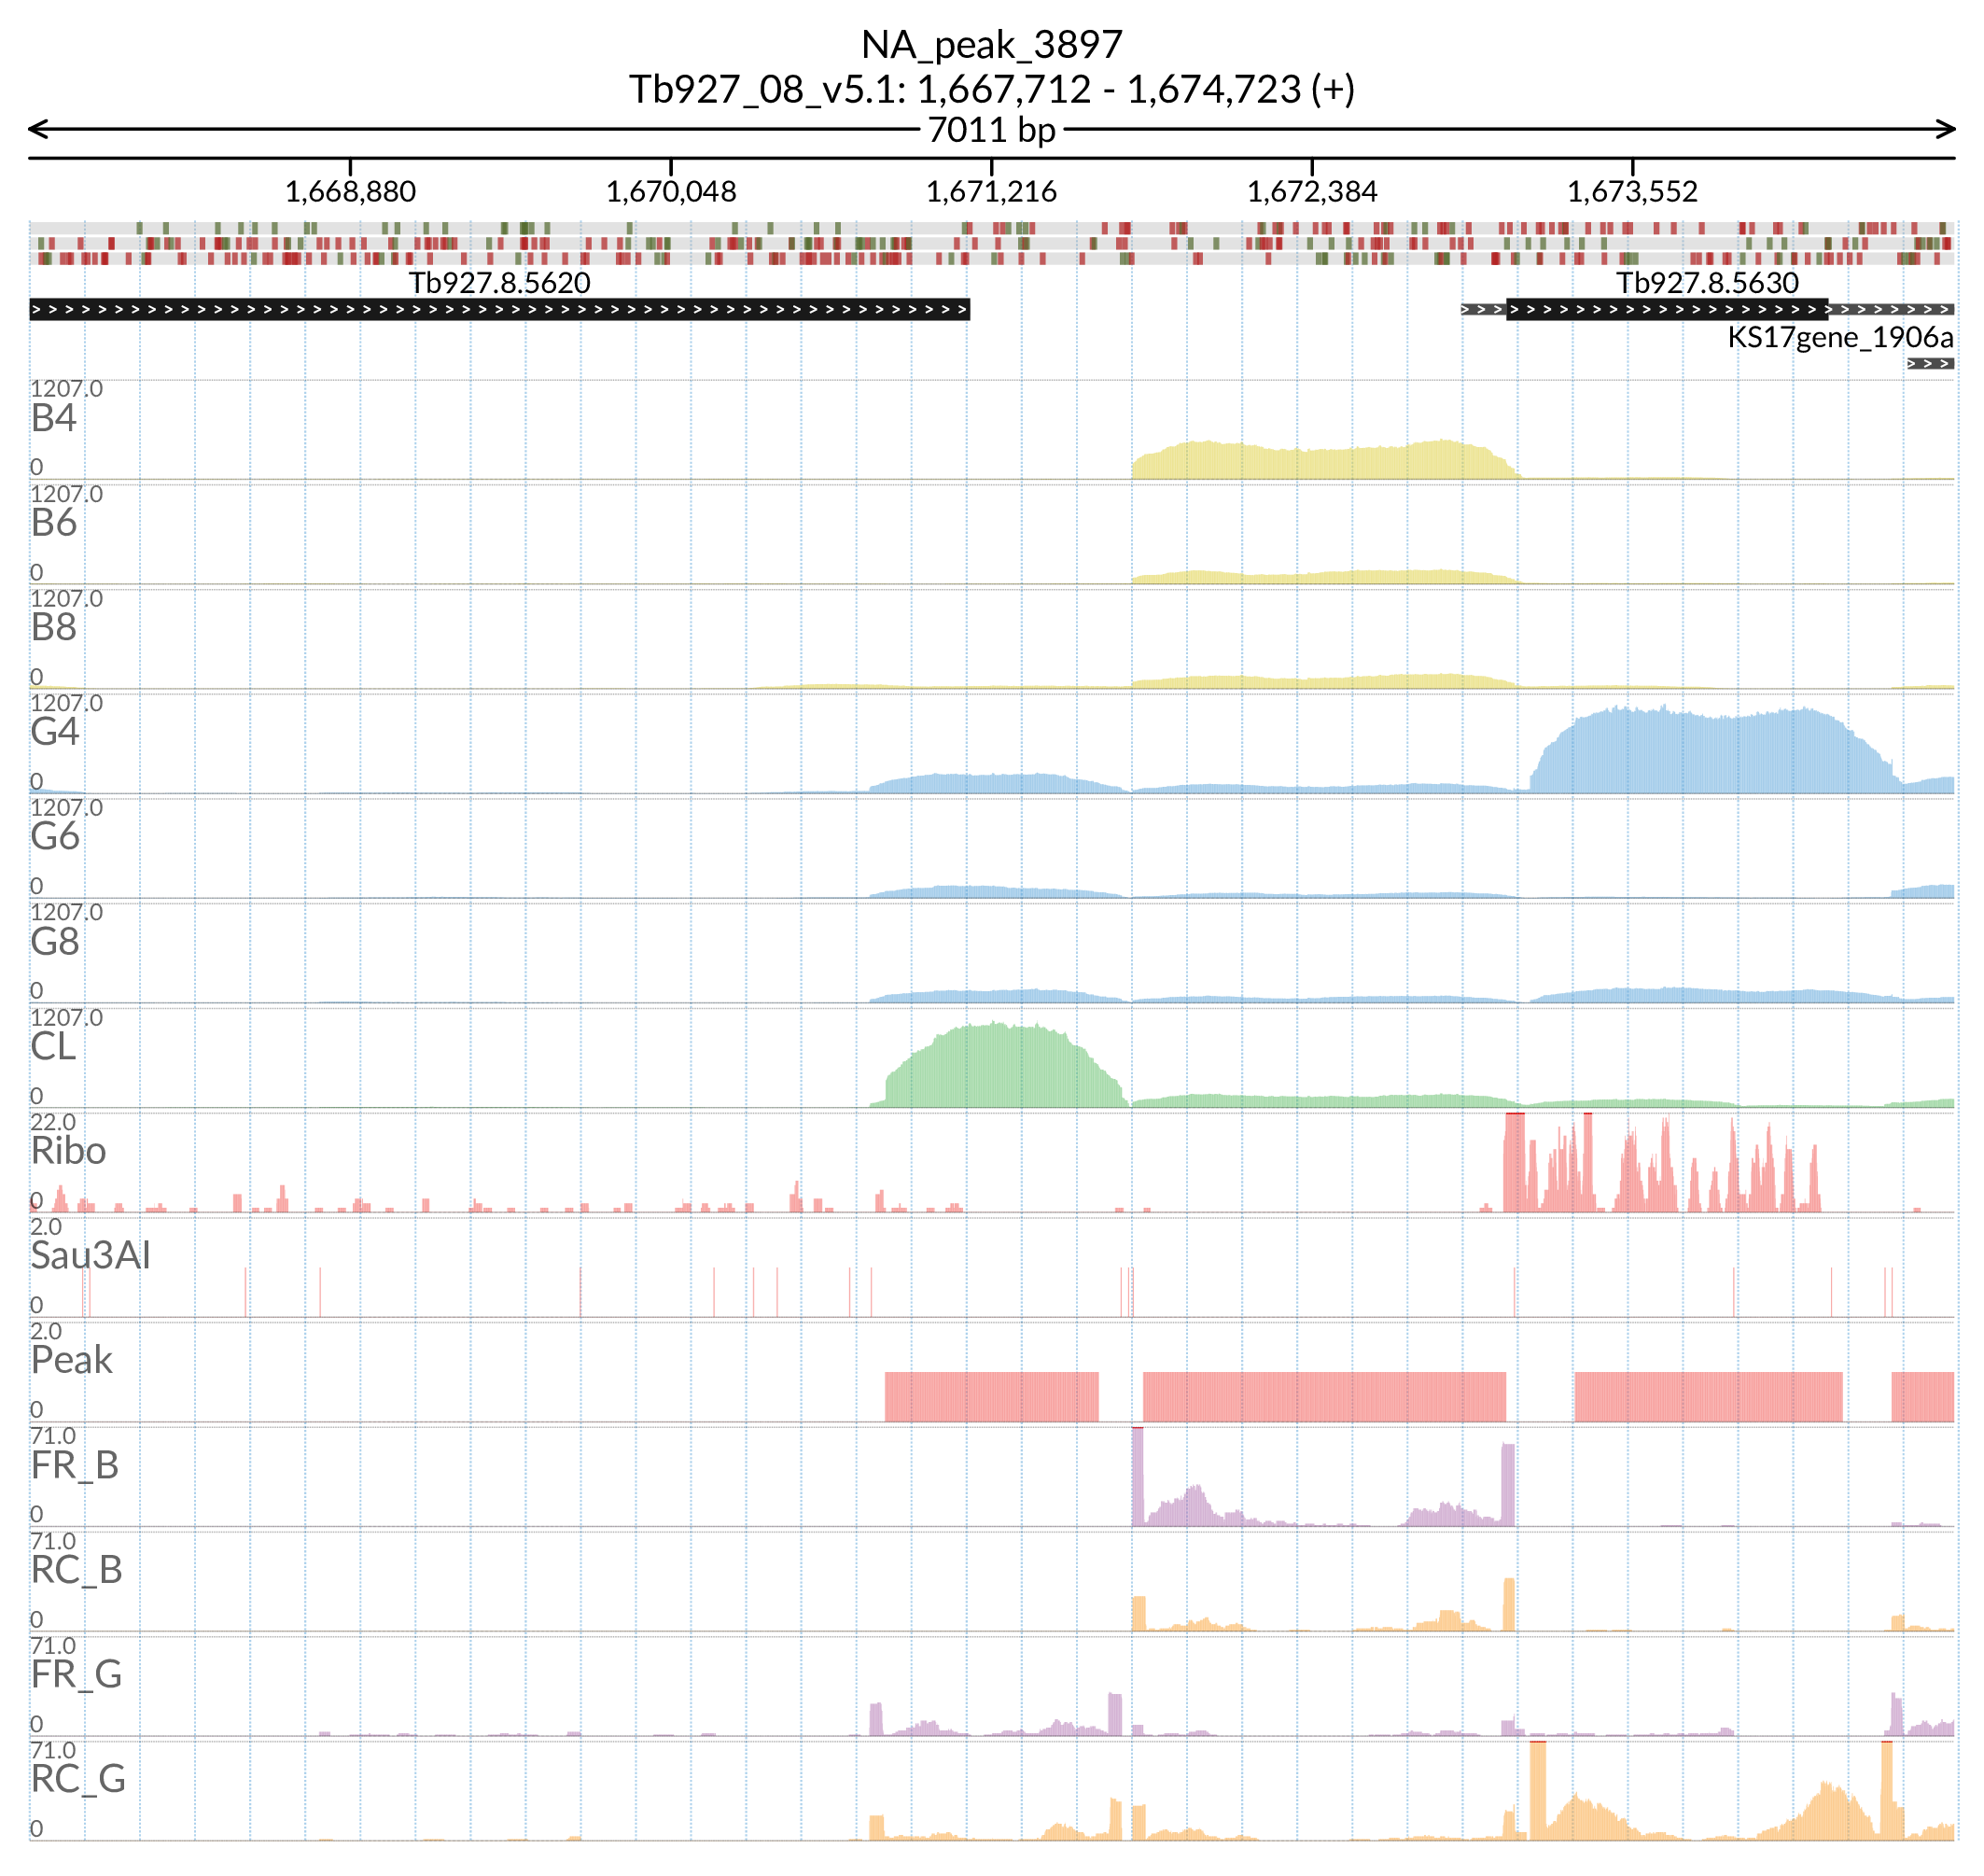 NA_peak_3897
Tb927_08_v5.1: 1,667,712 - 1,674,723 (+)
7011 bp
1,668,880 1,670,048 1,671,216 1,672,384 1,673,552
Tb927.8.5620 Tb927.8.5630
KS17gene_1906a
1207.0
B4
0
1207.0
B6
0
1207.0
B8
0
1207.0
G4
0
1207.0
G6
0
1207.0
G8
0
1207.0
CL
0
22.0
Ribo
0
2.0
Sau3AI
0
2.0
Peak
0
71.0
FR_B
0
71.0
RC_B
0
71.0
FR_G
0
71.0
RC_G
0